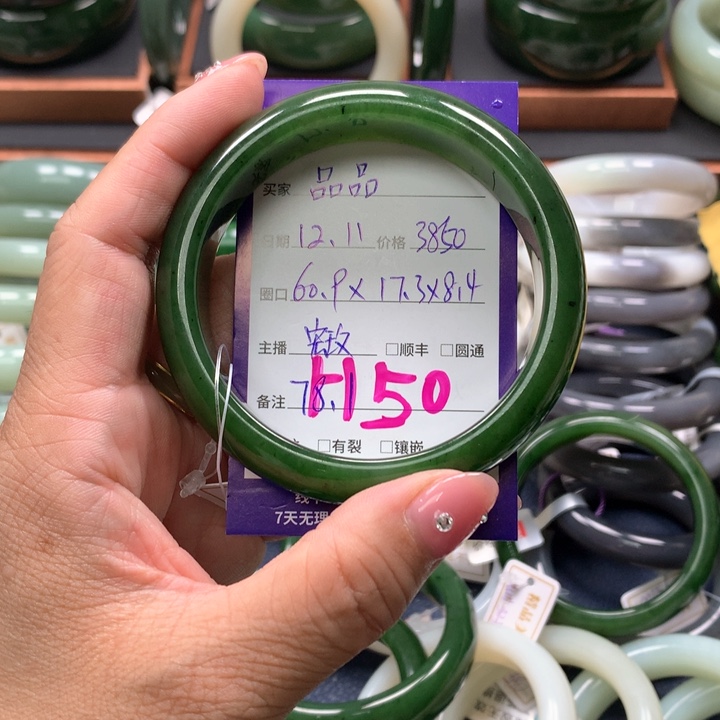 买家 品品
日期 12.11 价格 3850
圈口 60.9×17.3×8.4
主播 □顺丰 □圆通
备注 78.1
1150
□有裂 □镶嵌
7天无理